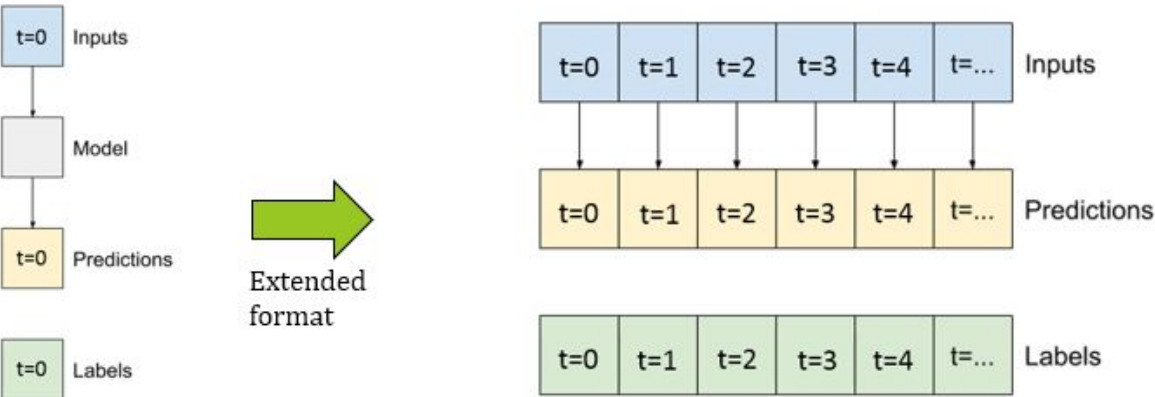 t=0 Inputs
Model
t=0 Predictions
t=0 Labels
Extended
format
t=0 t=1 t=2 t=3 t=4 t=... Inputs
t=0 t=1 t=2 t=3 t=4 t=... Predictions
t=0 t=1 t=2 t=3 t=4 t=... Labels